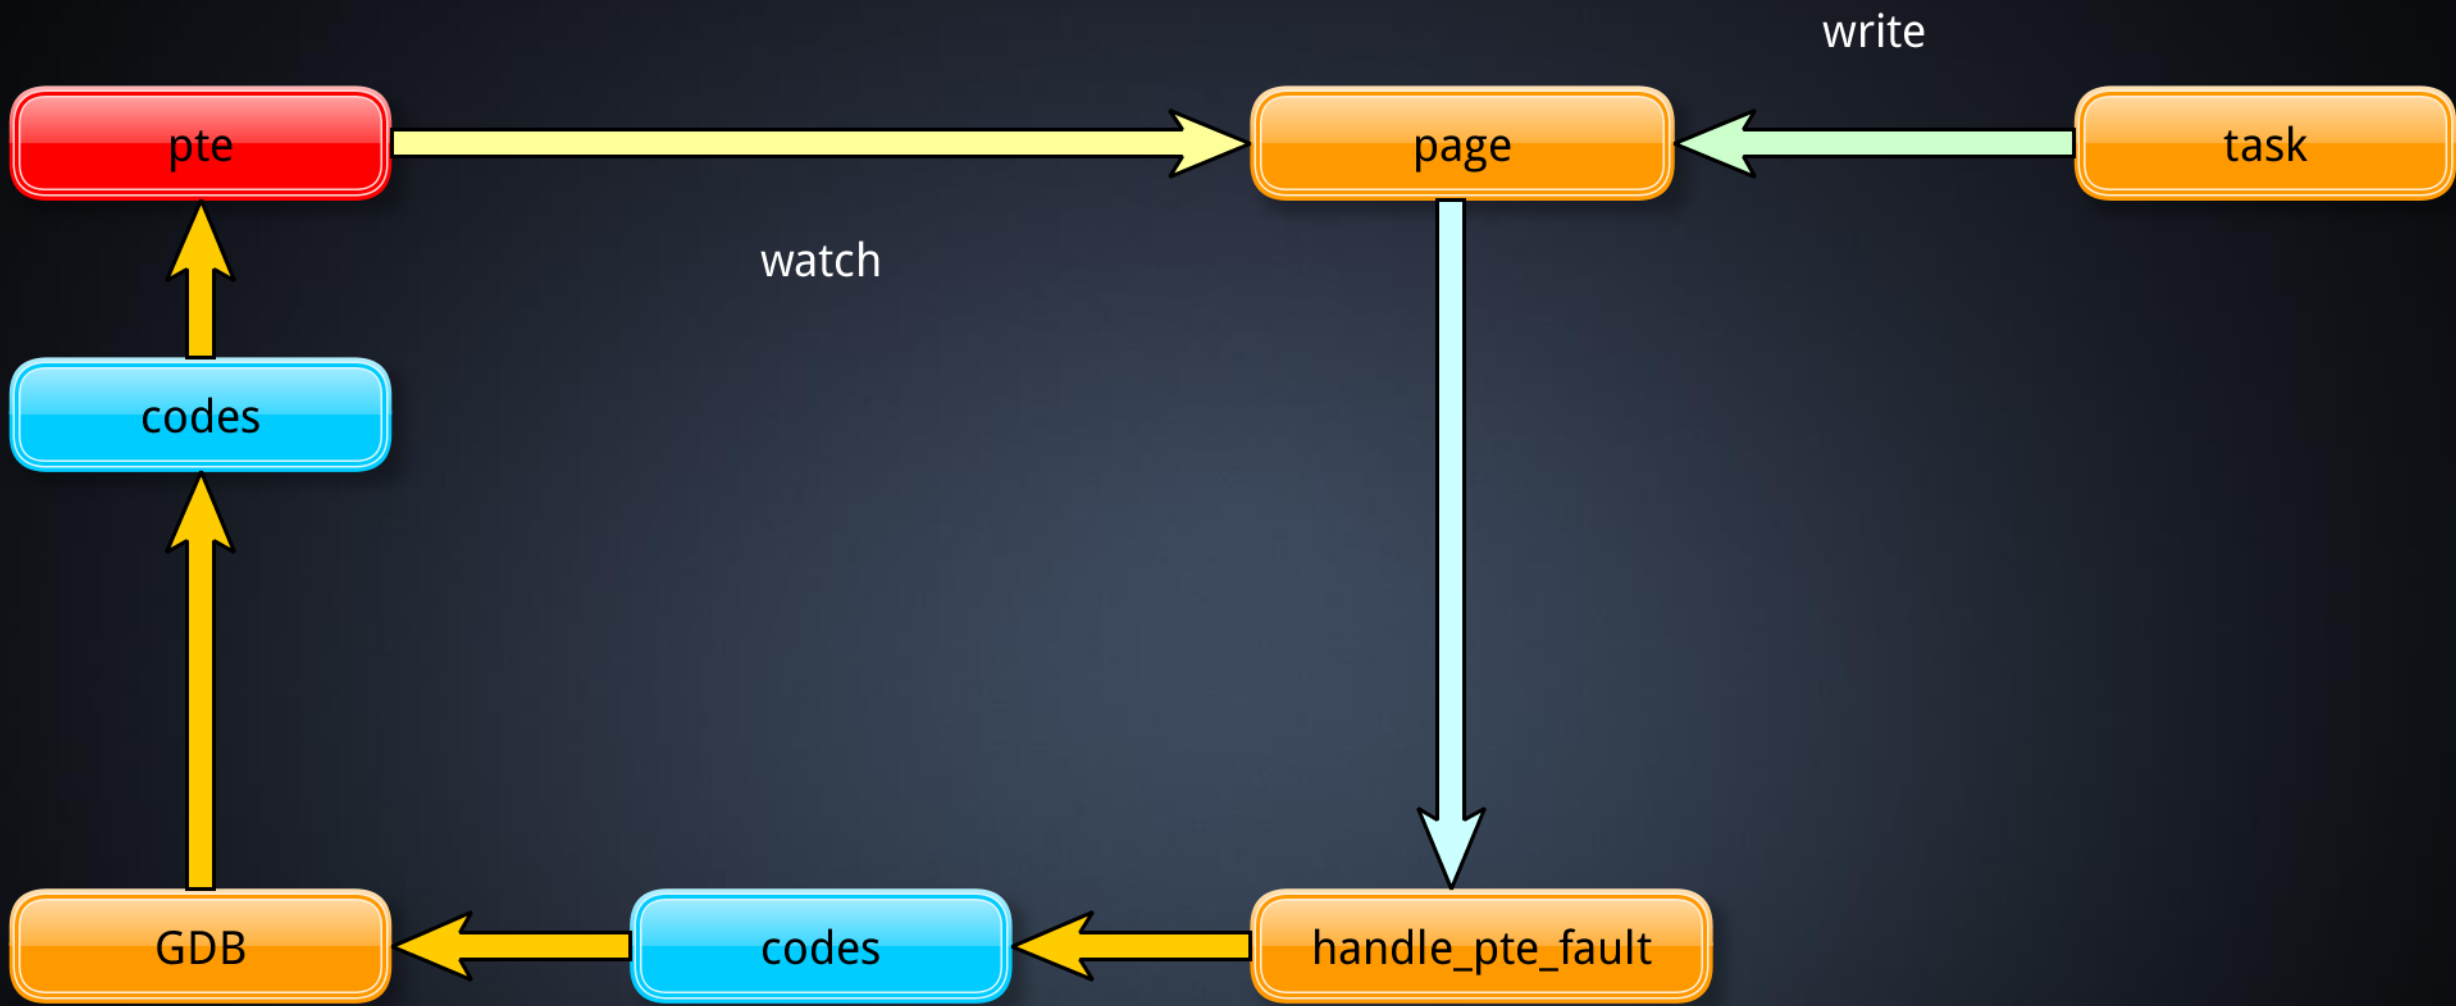 write
pte
page
task
watch
codes
GDB
codes
handle_pte_fault